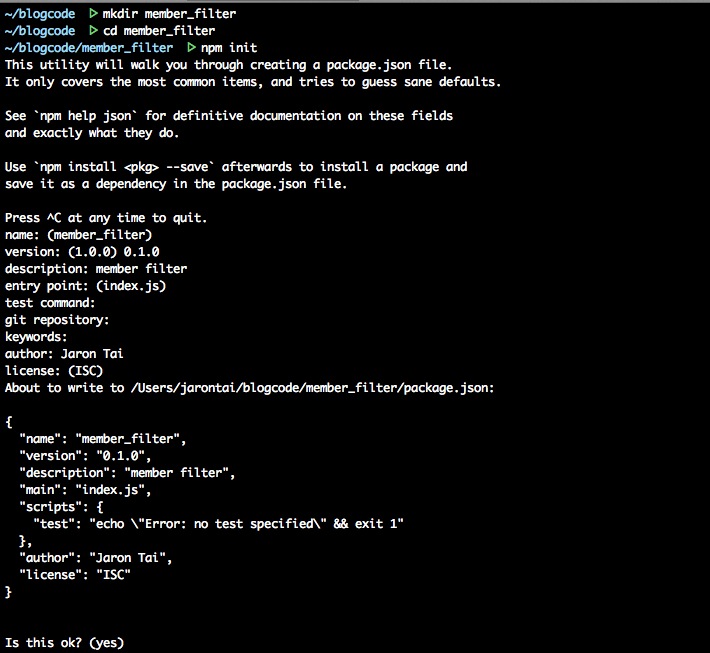 ~/blogcode ▷ mkdir member_filter
~/blogcode ▷ cd member_filter
~/blogcode/member_filter ▷ npm init
This utility will walk you through creating a package.json file.
It only covers the most common items, and tries to guess sane defaults.

See `npm help json` for definitive documentation on these fields
and exactly what they do.

Use `npm install <pkg> --save` afterwards to install a package and
save it as a dependency in the package.json file.

Press ^C at any time to quit.
name: (member_filter)
version: (1.0.0) 0.1.0
description: member filter
entry point: (index.js)
test command:
git repository:
keywords:
author: Jaron Tai
license: (ISC)
About to write to /Users/jarontai/blogcode/member_filter/package.json:

{
  "name": "member_filter",
  "version": "0.1.0",
  "description": "member filter",
  "main": "index.js",
  "scripts": {
    "test": "echo \"Error: no test specified\" && exit 1"
  },
  "author": "Jaron Tai",
  "license": "ISC"
}

Is this ok? (yes)